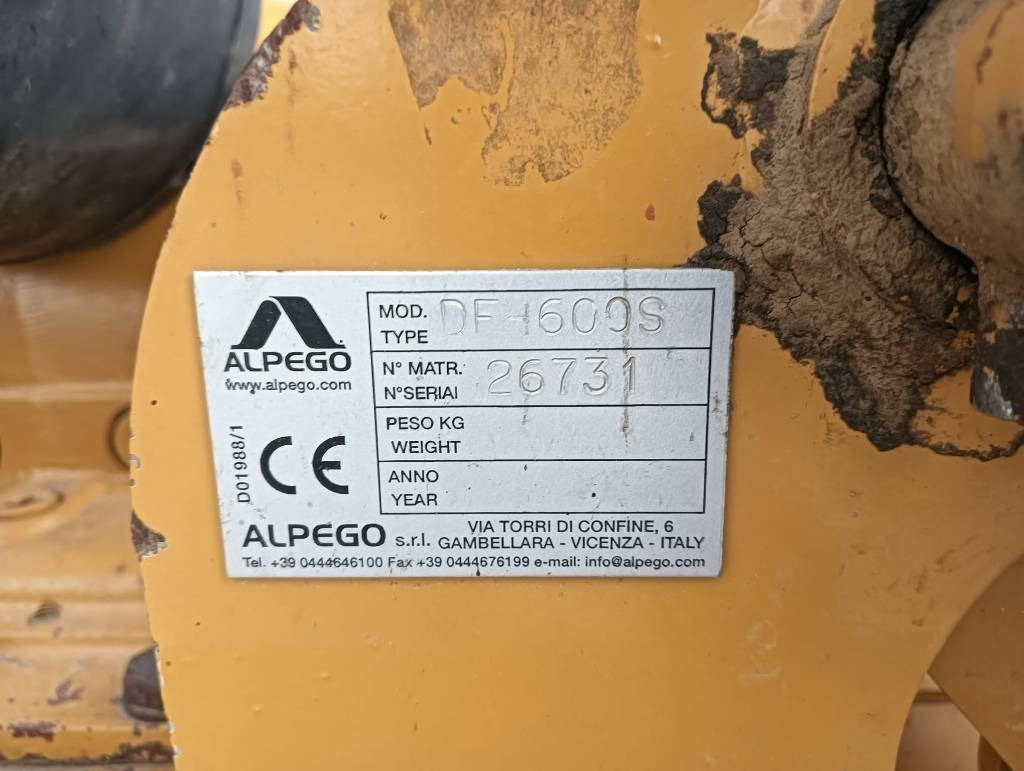 ALPEGO
www.alpego.com
D01988/1
CE
MOD. DF-600S
TYPE
N° MATR. 26731
N°SERIAl
PESO KG
WEIGHT
ANNO
YEAR
ALPEGO s.r.l.
VIA TORRI DI CONFINE, 6
GAMBELLARA - VICENZA - ITALY
Tel. +39 0444646100 Fax +39 0444676199 e-mail: info@alpego.com